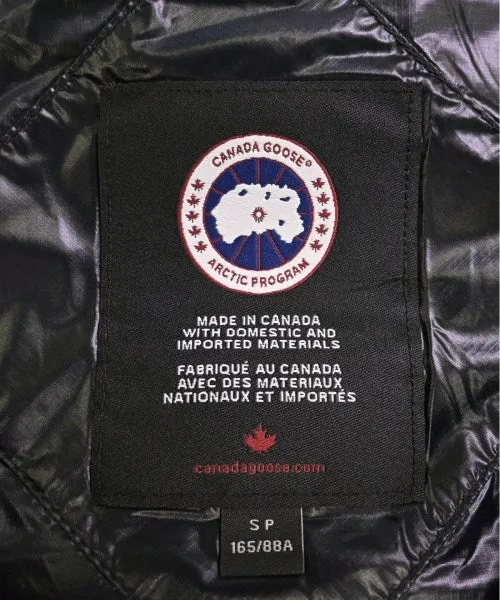 CANADA GOOSE®
ARCTIC PROGRAM
MADE IN CANADA
WITH DOMESTIC AND
IMPORTED MATERIALS
FABRIQUÉ AU CANADA
AVEC DES MATERIAUX
NATIONAUX ET IMPORTÉS
canadagoose.com
S P
165/88A